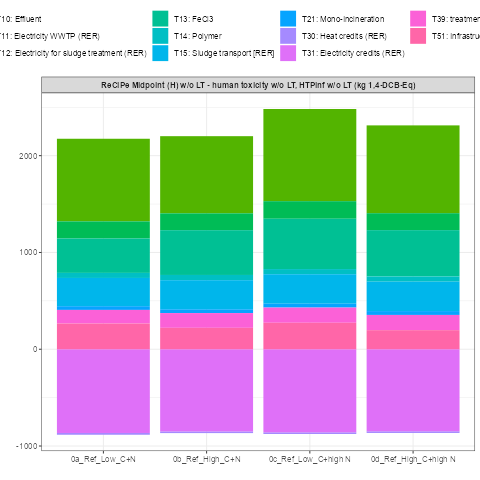 T10: Effluent T13: FeCl3 T21: Mono-incineration T39: treatme
T11: Electricity WWTP (RER) T14: Polymer T30: Heat credits (RER) T51: Infrastruc
T12: Electricity for sludge treatment (RER) T15: Sludge transport [RER] T31: Electricity credits (RER)
ReCiPe Midpoint (H) w/o LT - human toxicity w/o LT, HTPinf w/o LT (kg 1,4-DCB-Eq)
2000
1000
0
-1000
0a_Ref_Low_C+N 0b_Ref_High_C+N 0c_Ref_Low_C+high N 0d_Ref_High_C+high N